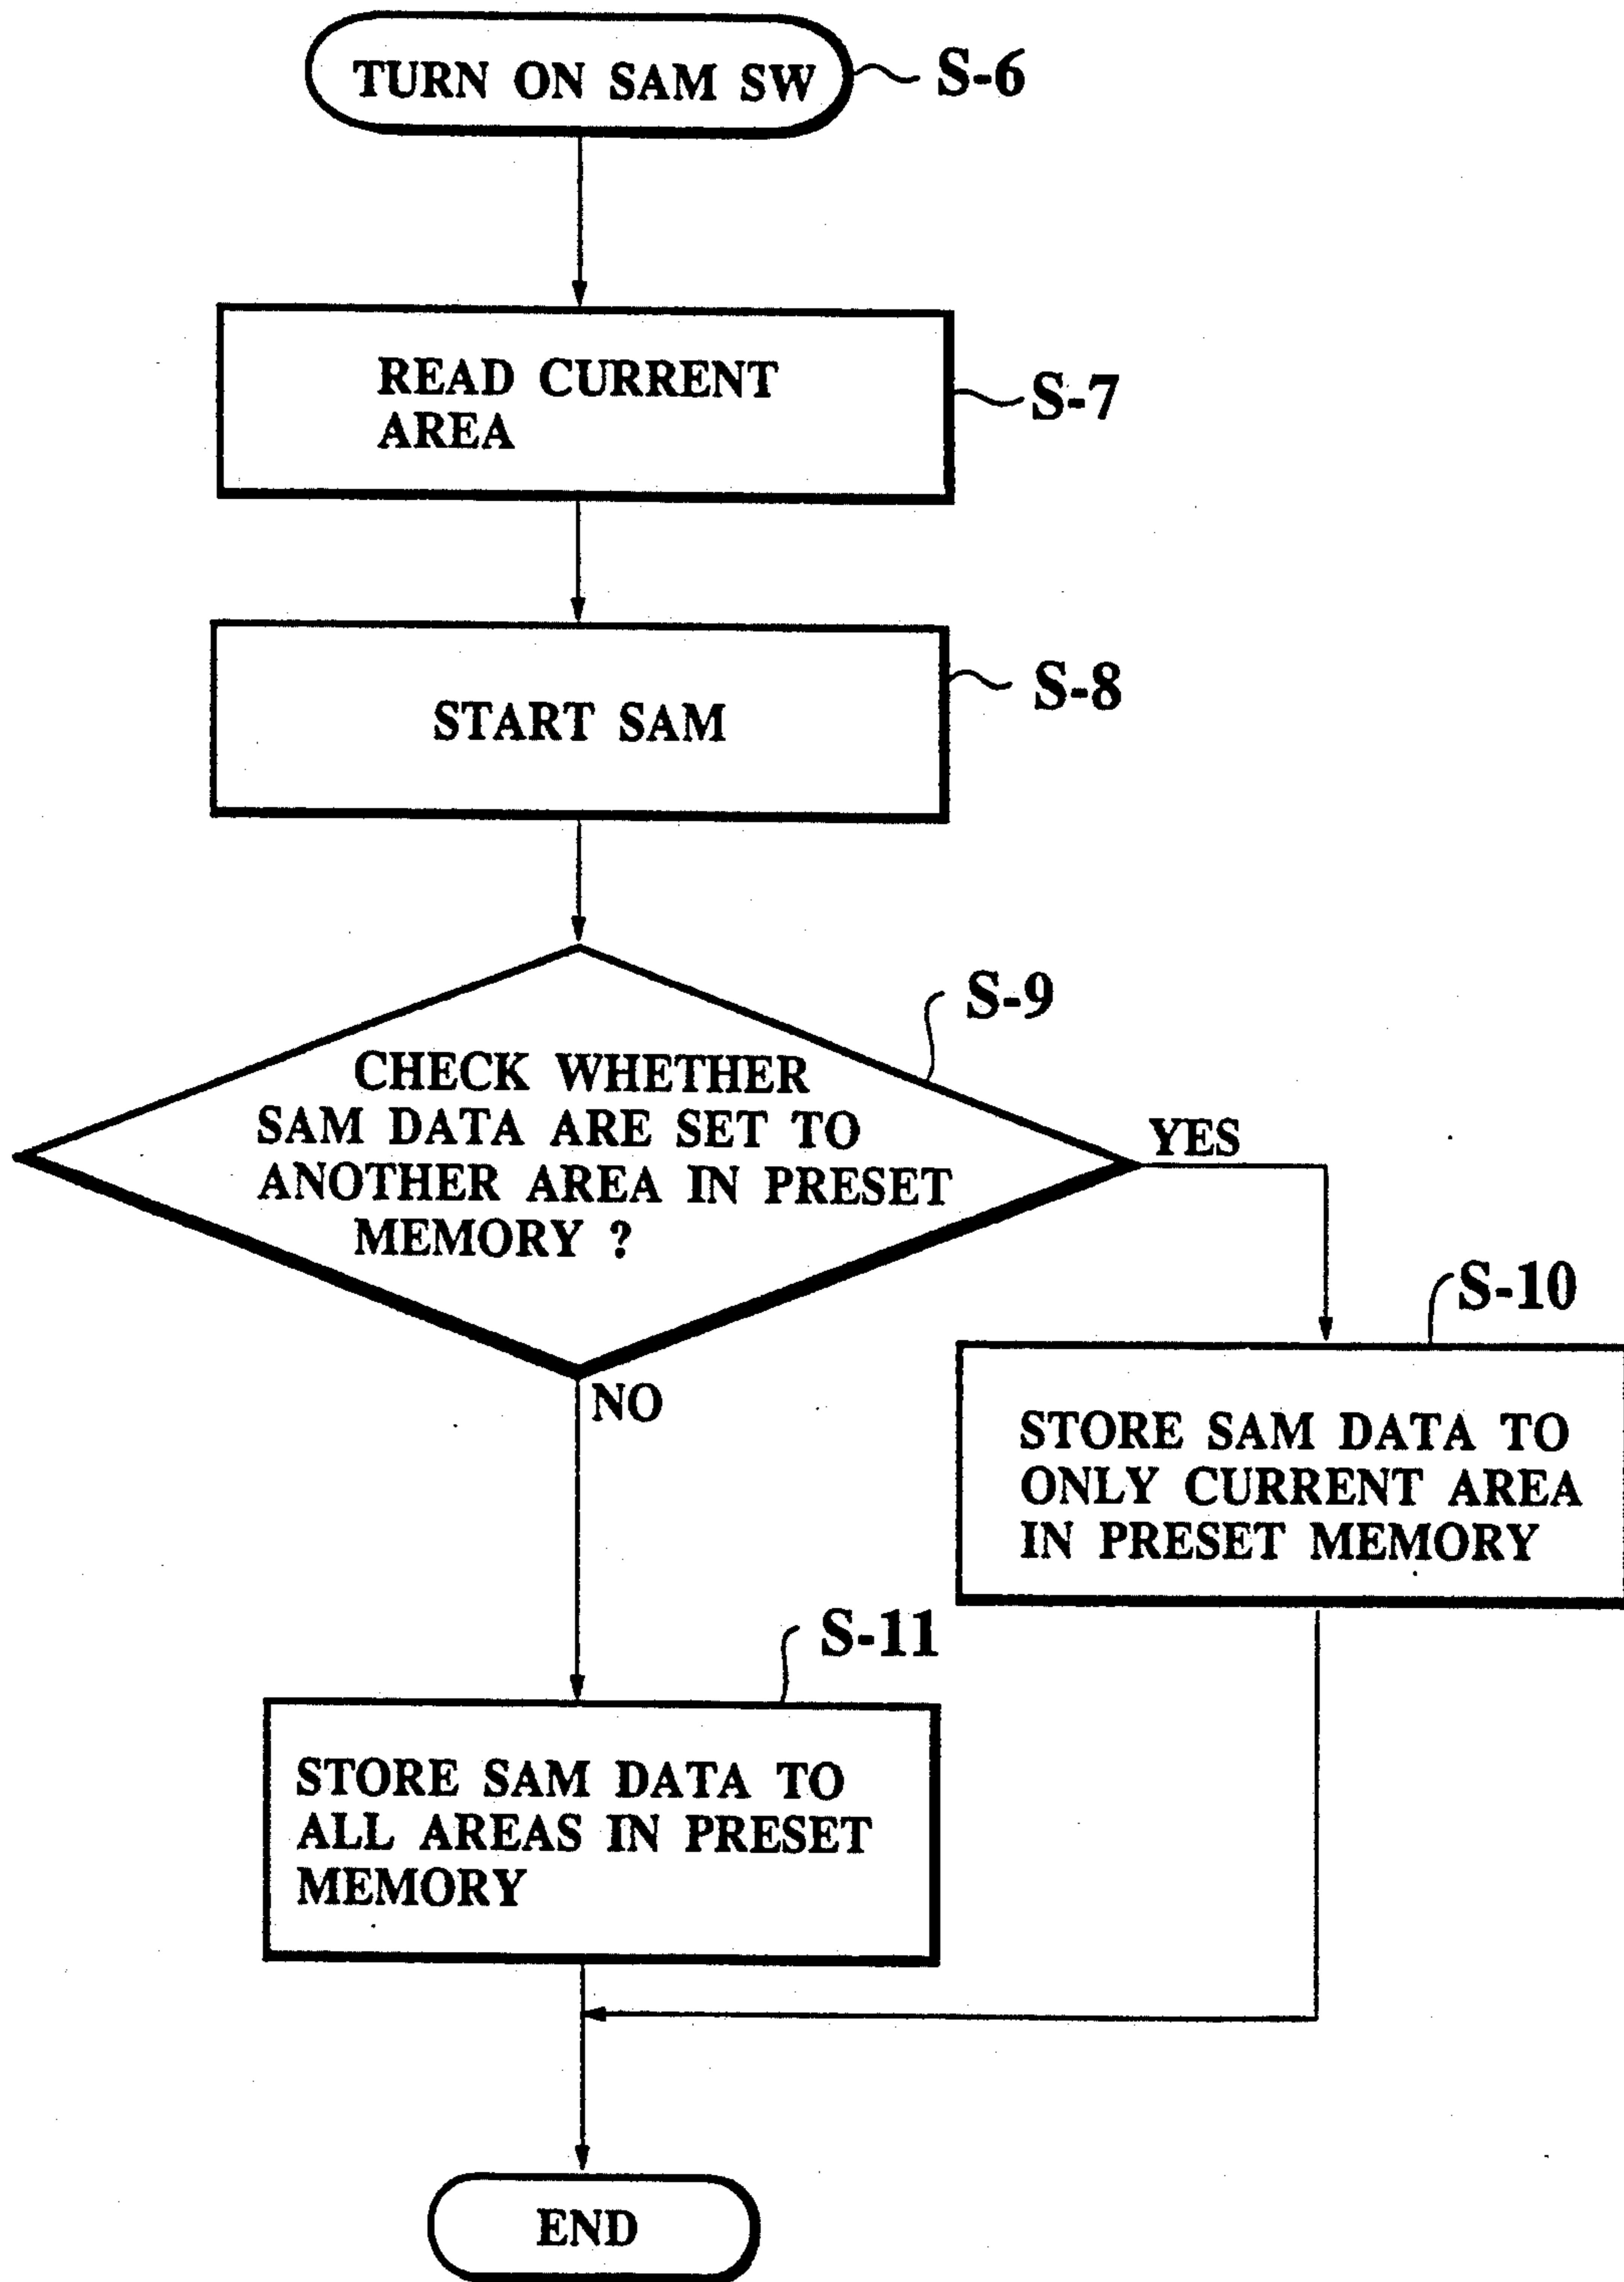 TURN ON SAM SW
S-6
READ CURRENT
AREA
S-7
S-8
START SAM
S-9
CHECK WHETHER
SAM DATA ARE SET TO
ANOTHER AREA IN PRESET
MEMORY ?
YES
NO
S-10
STORE SAM DATA TO
ONLY CURRENT AREA
IN PRESET MEMORY
S-11
STORE SAM DATA TO
ALL AREAS IN PRESET
MEMORY
END